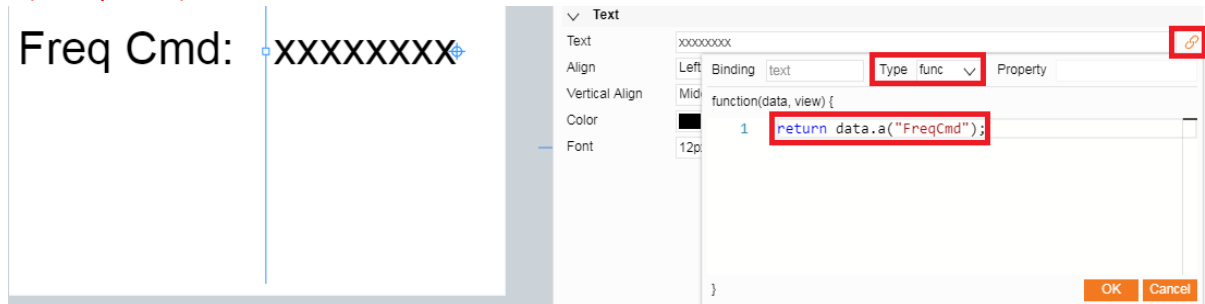 Freq Cmd: xxxxxxxx
Text
Text xxxxxxxx
Align Left
Vertical Align
Color
Font 12p
Binding text Type func Property
function(data, view) {
1 return data.a("FreqCmd");
}
OK Cancel